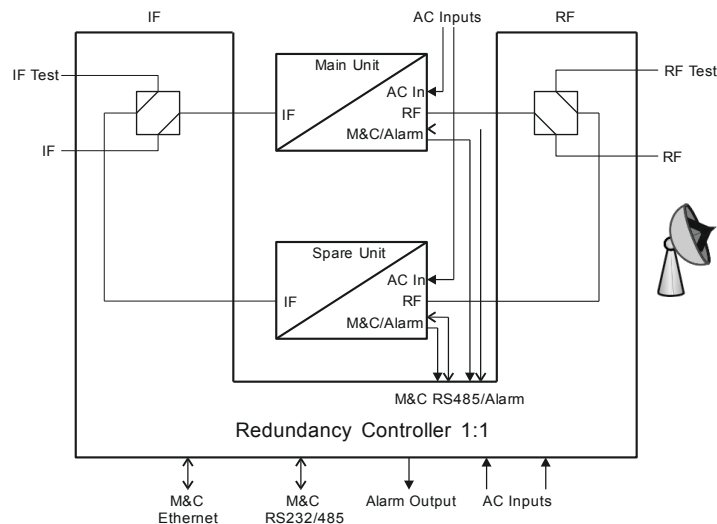 IF
AC Inputs
RF
Main Unit
IF Test
RF Test
AC In
IF
RF
M&C/Alarm
IF
RF
Spare Unit
AC In
IF
RF
M&C/Alarm
M&C RS485/Alarm
Redundancy Controller 1:1
M&C
Ethernet
M&C
RS232/485
Alarm Output
AC Inputs